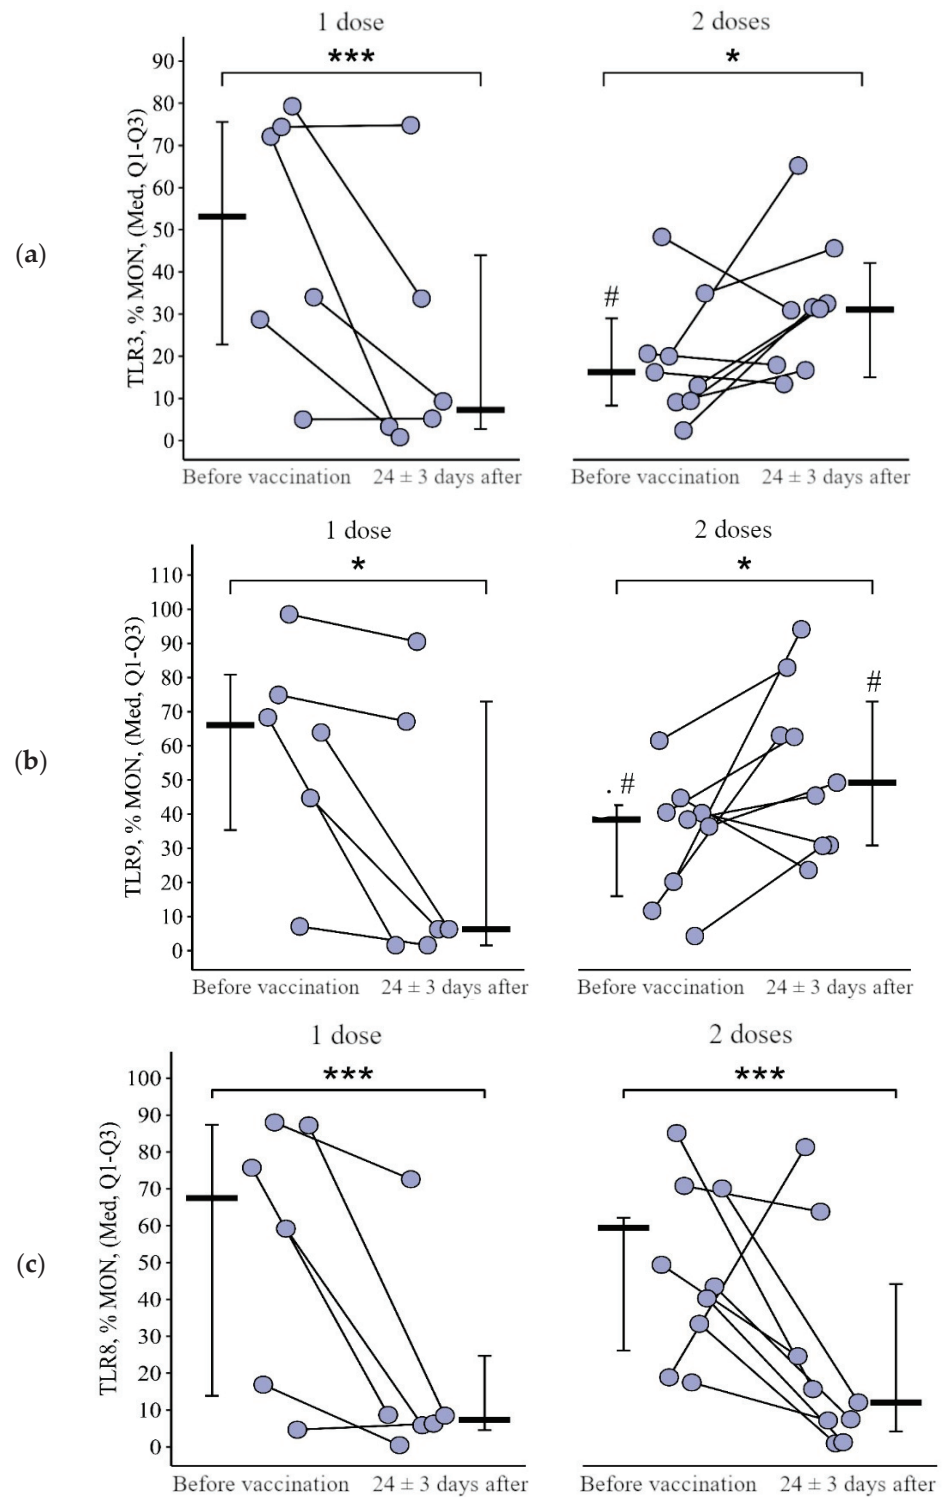 1 dose
2 doses
***
*
90
80
70
60
50
40
30
20
10
0
TLR3, % MON, (Med, Q1-Q3)
(a)
#
Before vaccination
24 ± 3 days after
Before vaccination
24 ± 3 days after
1 dose
2 doses
*
*
110
100
90
80
70
60
50
40
30
20
10
0
TLR9, % MON, (Med, Q1-Q3)
(b)
. #
#
Before vaccination
24 ± 3 days after
Before vaccination
24 ± 3 days after
1 dose
2 doses
***
***
100
90
80
70
60
50
40
30
20
10
0
TLR8, % MON, (Med, Q1-Q3)
(c)
Before vaccination
24 ± 3 days after
Before vaccination
24 ± 3 days after